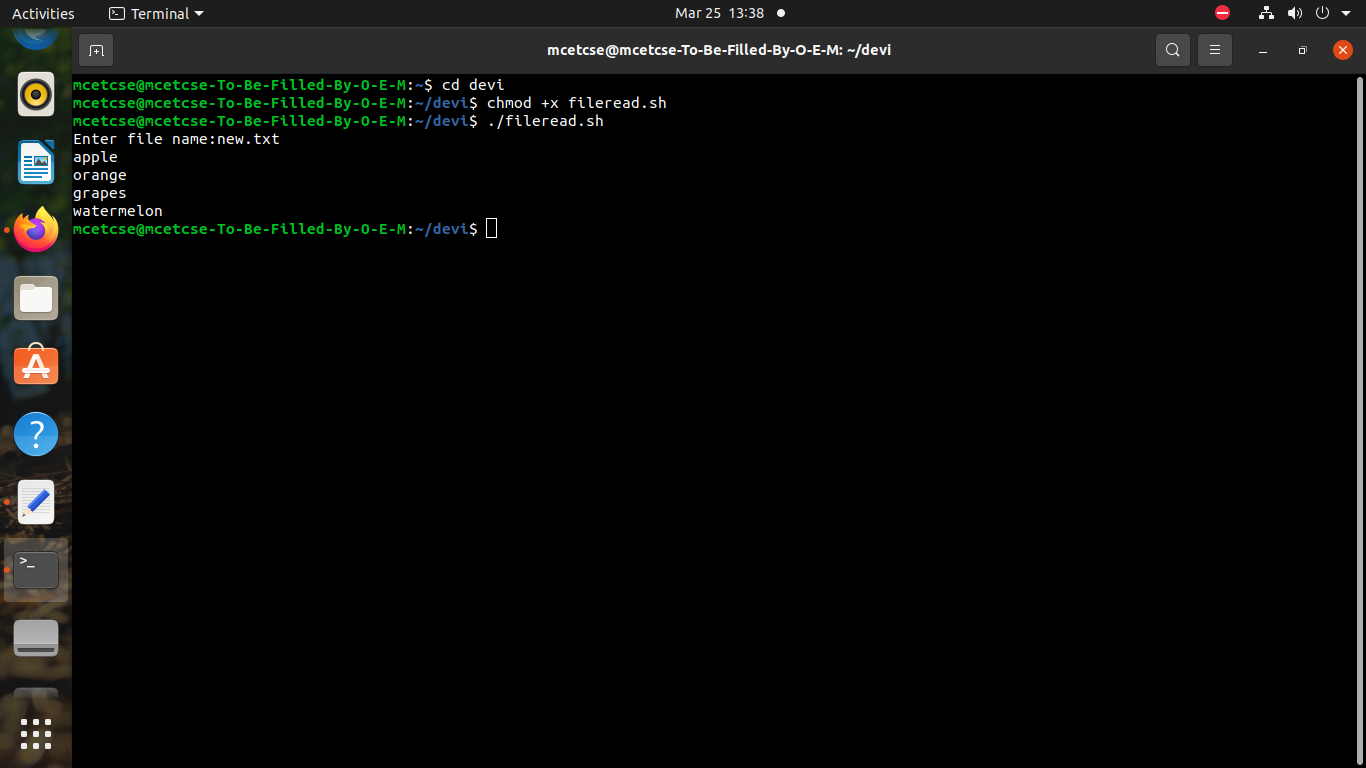 Activities Terminal Mar 25 13:38
mcetcse@mcetcse-To-Be-Filled-By-O-E-M: ~/devi
mcetcse@mcetcse-To-Be-Filled-By-O-E-M:~$ cd devi
mcetcse@mcetcse-To-Be-Filled-By-O-E-M:~/devi$ chmod +x fileread.sh
mcetcse@mcetcse-To-Be-Filled-By-O-E-M:~/devi$ ./fileread.sh
Enter file name:new.txt
apple
orange
grapes
watermelon
mcetcse@mcetcse-To-Be-Filled-By-O-E-M:~/devi$